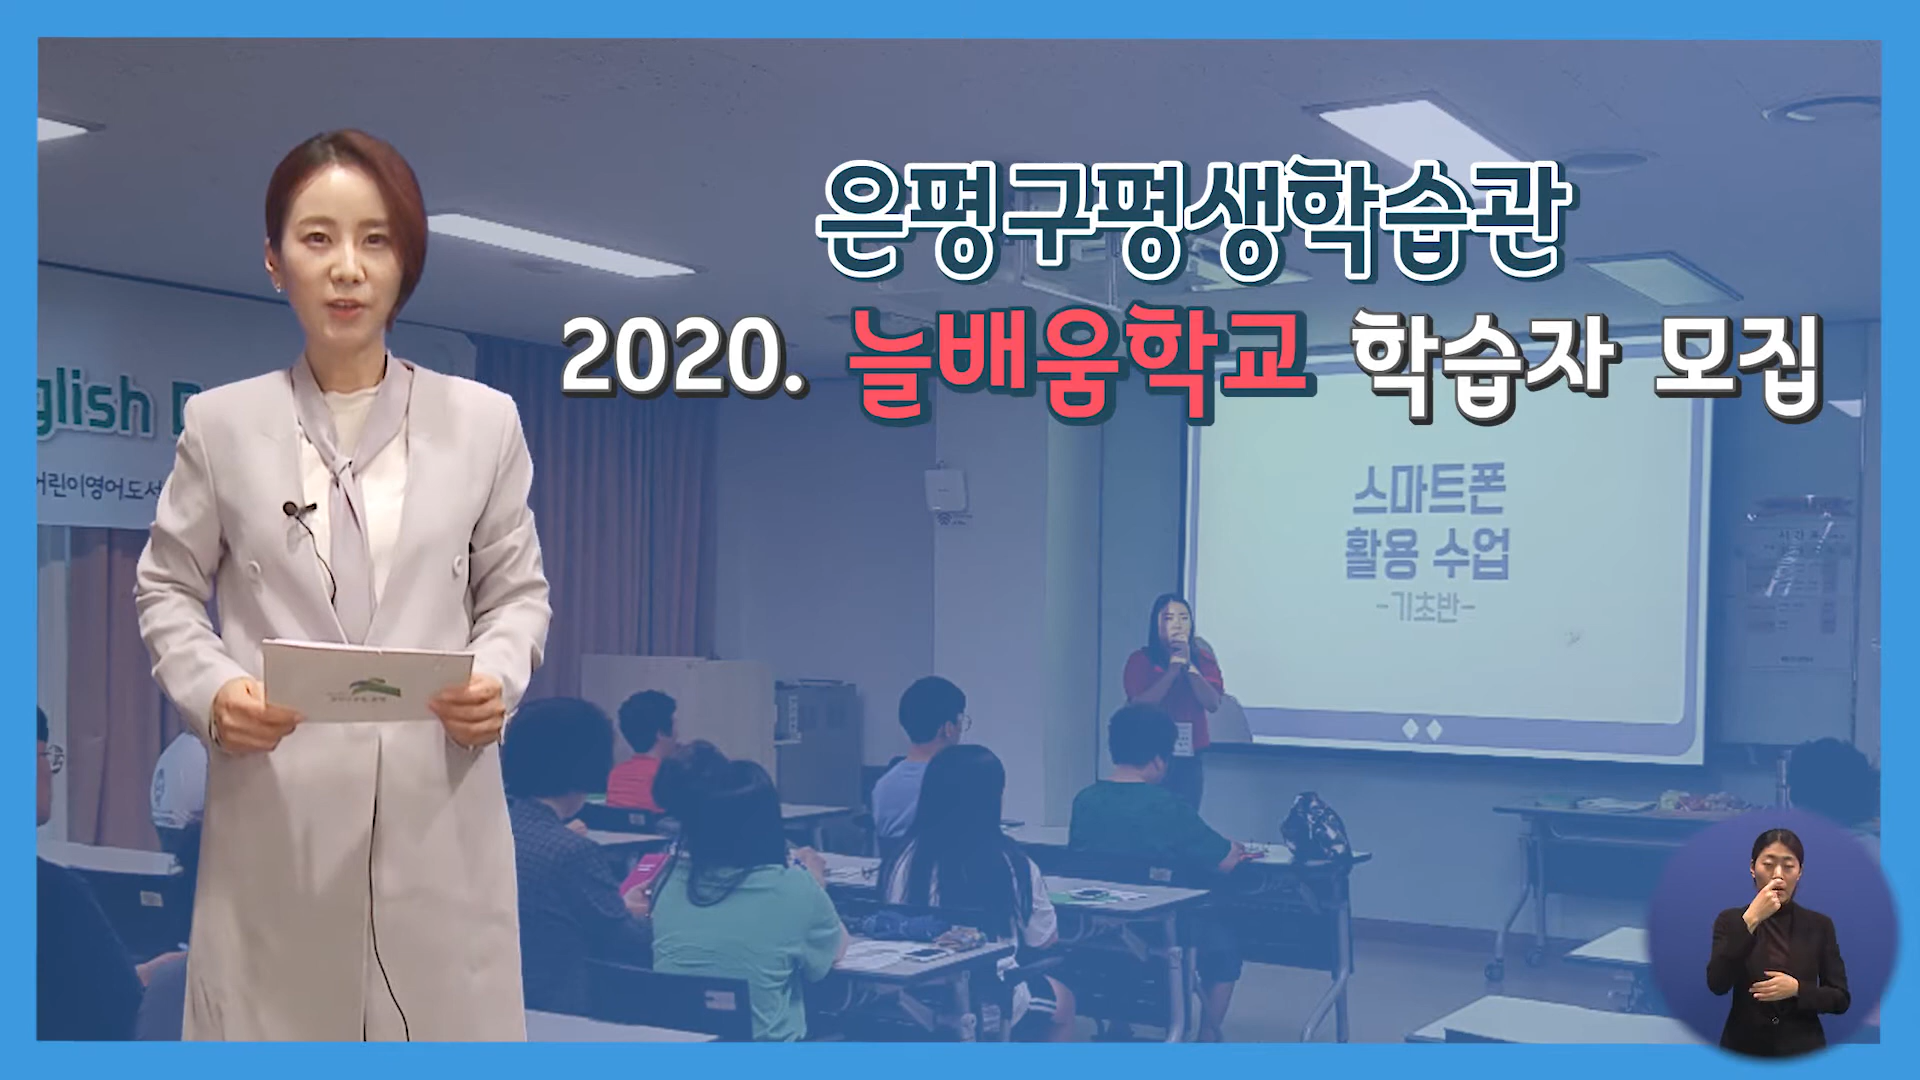 은평구평생학습관
2020. 늘배움학교 학습자 모집
glish
어린이영어도서
스마트폰
활용 수업
-기초반-